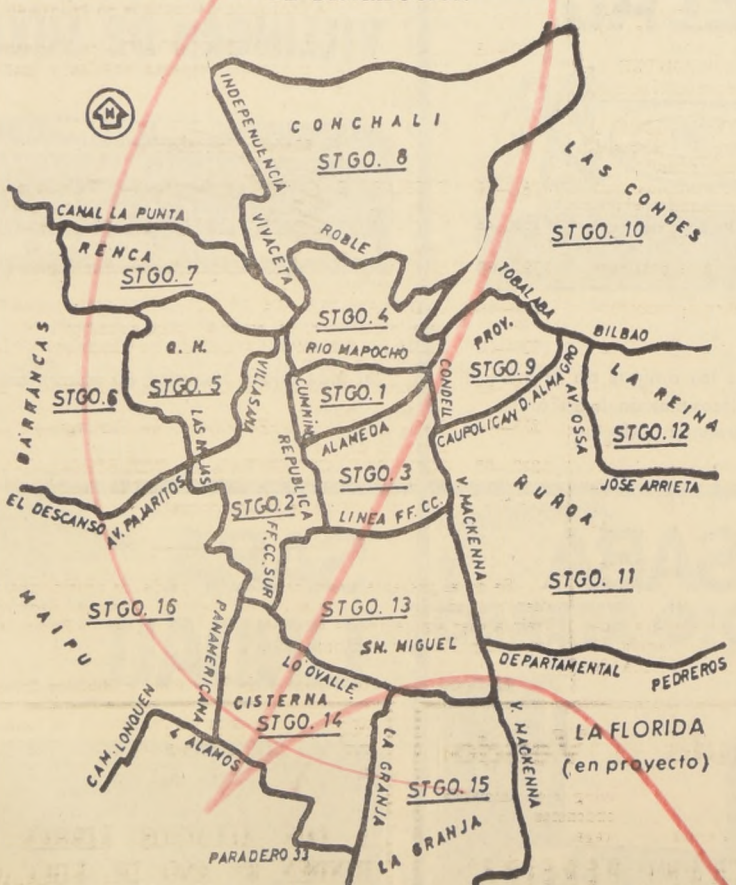 N
INDEPENDENCIA
CONCHALI
STGO. 8
LAS CONDES
STGO. 10
CANAL LA PUNTA
RENCA
STGO. 7
VIVACETA
ROBLE
STGO. 4
RIO MAPOCHO
TOBALABA
PROV.
STGO. 9
BILBAO
BARRANCAS
STGO. 6
Q. N.
STGO. 5
VILLASANA
CUMMIN
STGO. 1
ALAMEDA
CONDELL
CAUPOLICAN D. ALMAGRO
AV. OSSA
LA REINA
STGO. 12
JOSE ARRIETA
REPUBLICA
STGO. 3
LINEA FF.CC.
V. MACKENNA
ÑUÑOA
STGO. 11
EL DESCANSO
AV. PAJARITOS
STGO. 2
FF.CC. SUR
MAIPU
STGO. 16
PANAMERICANA
STGO. 13
SN. MIGUEL
DEPARTAMENTAL
PEDREROS
LO OVALLE
CISTERNA
STGO. 14
CAM. LONQUEN
4 ALAMOS
LA GRANJA
STGO. 15
LA GRANJA
V. MACKENNA
LA FLORIDA
(en proyecto)
PARADERO 33